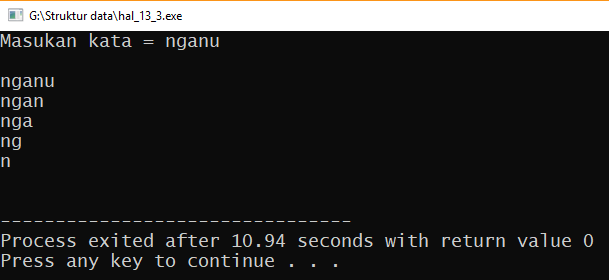 G:\Struktur data\hal_13_3.exe
Masukan kata = nganu
nganu
ngan
nga
ng
n
--------------------------------
Process exited after 10.94 seconds with return value 0
Press any key to continue . . .